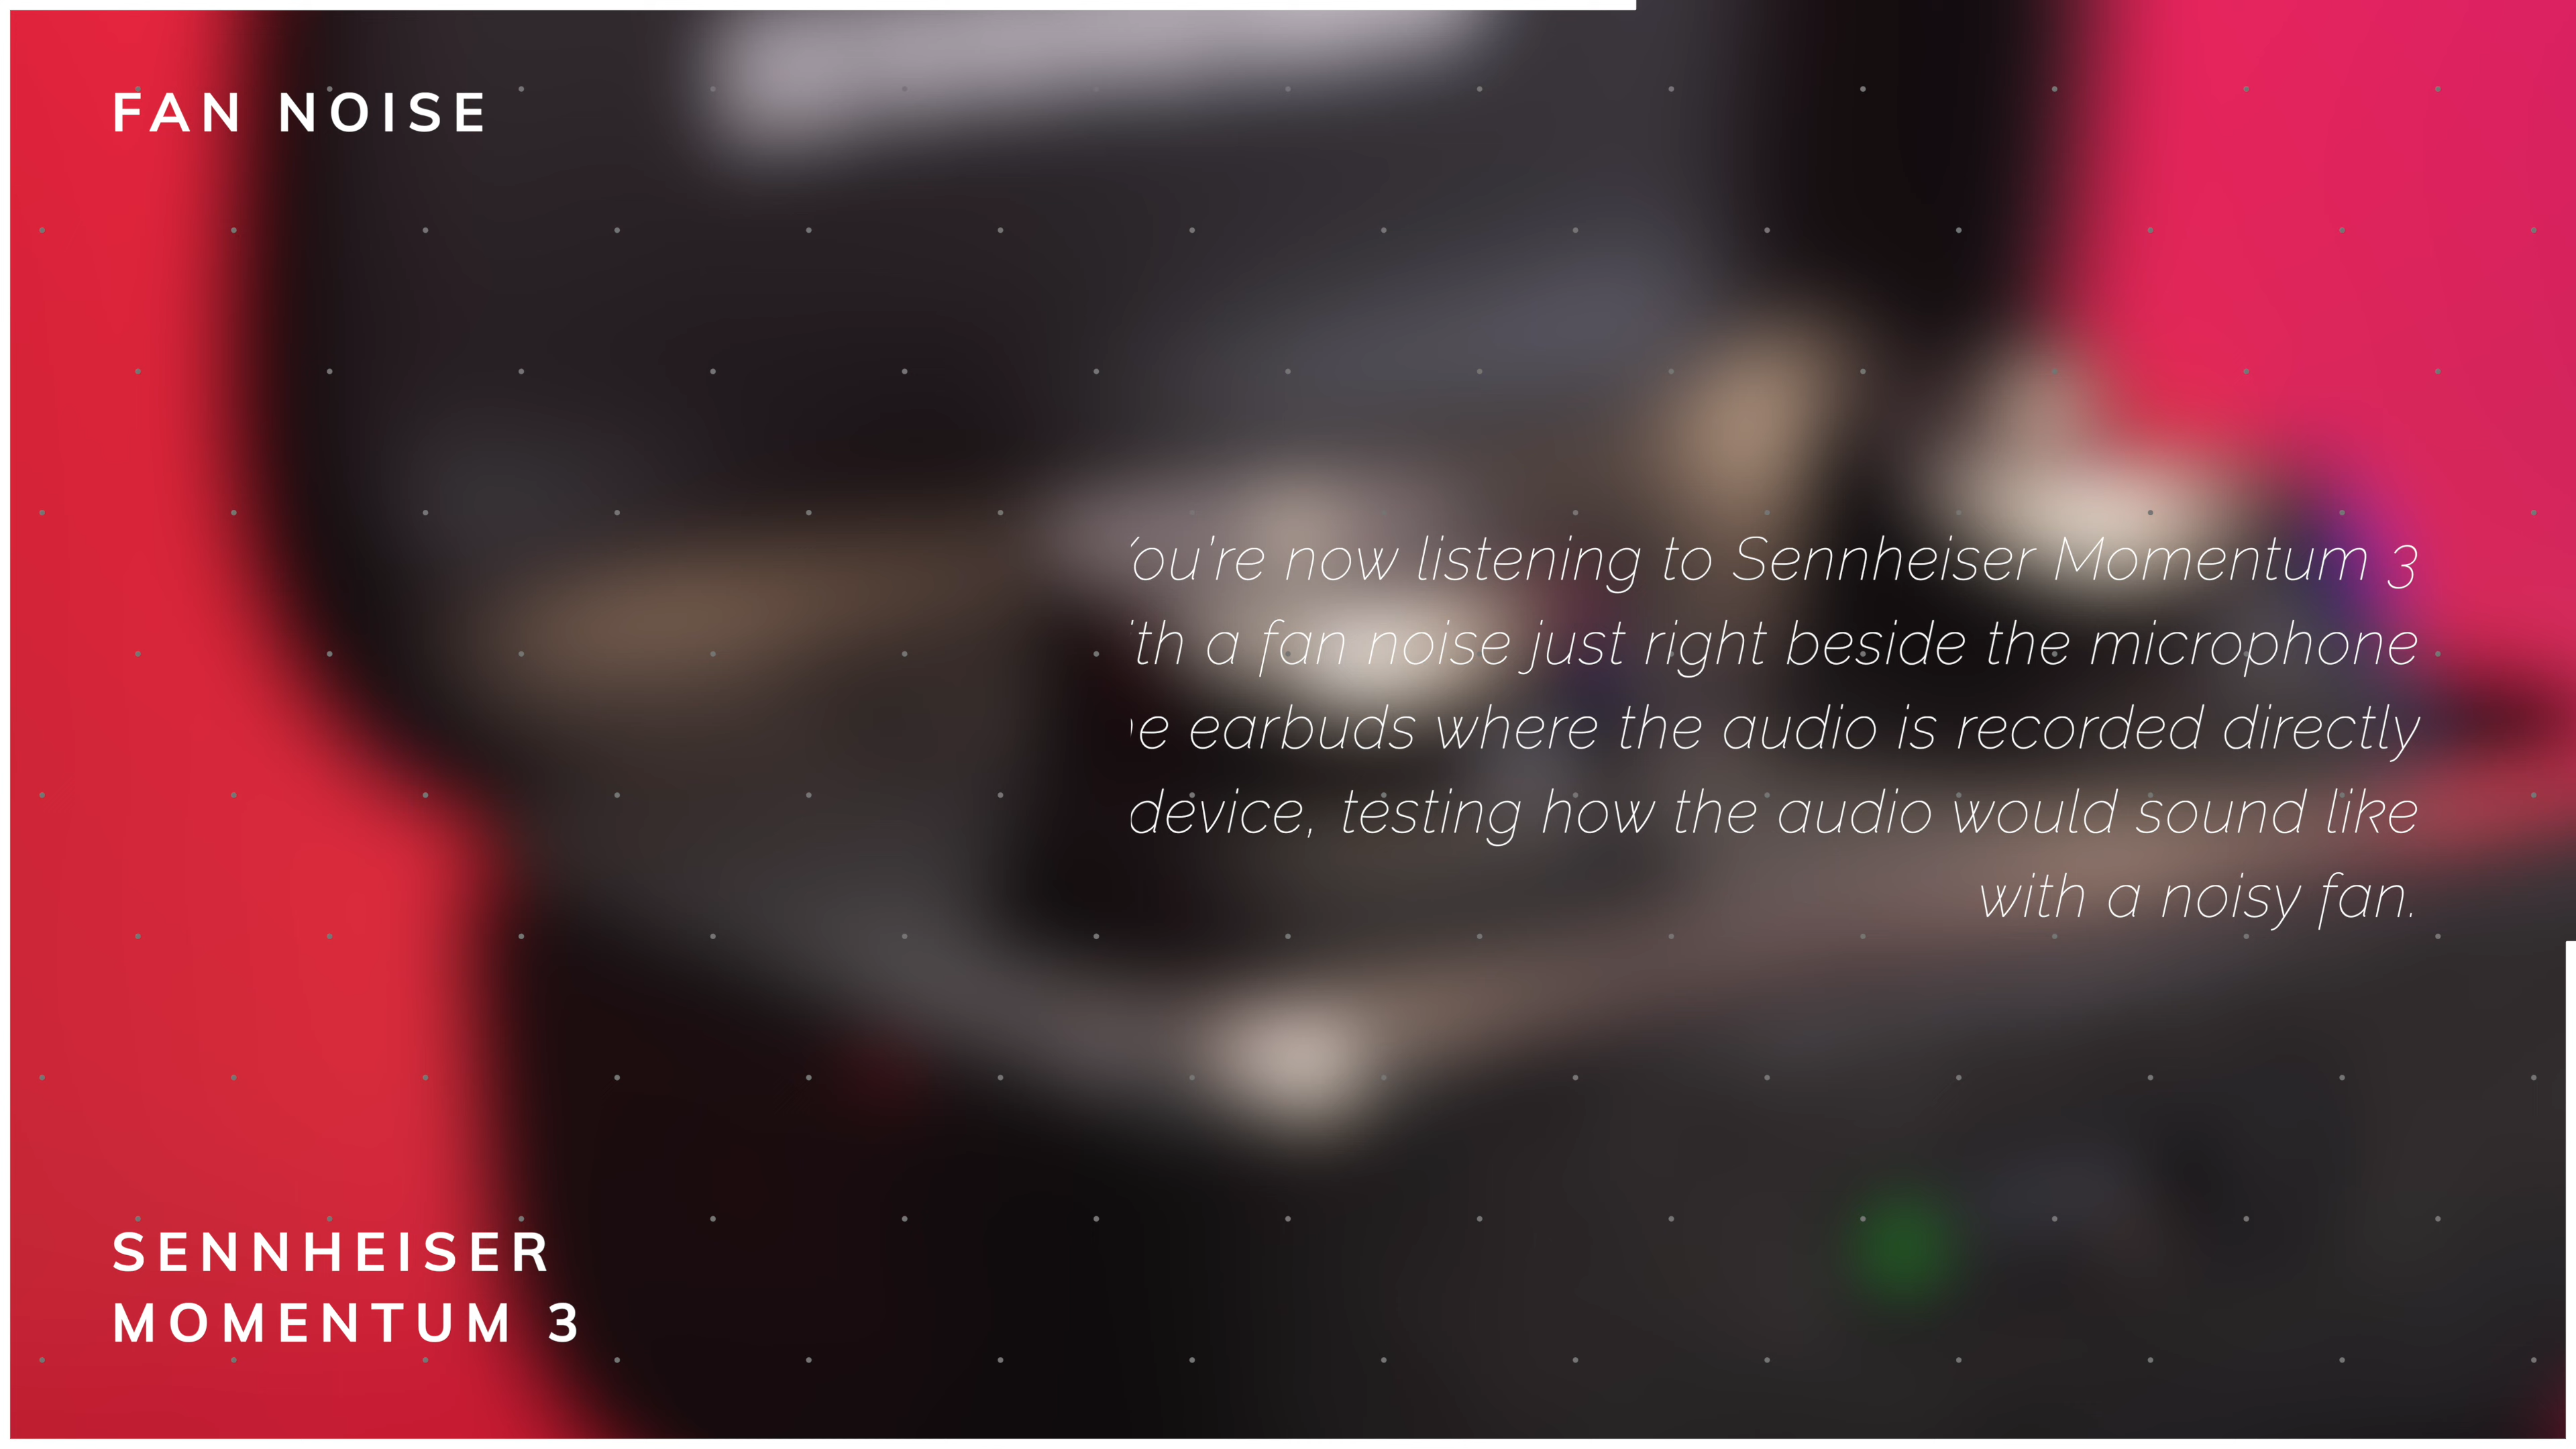 FAN NOISE
ou're now listening to Sennheiser Momentum 3
th a fan noise just right beside the microphone
e earbuds where the audio is recorded directly
device, testing how the audio would sound like
with a noisy fan.
SENNHEISER
MOMENTUM 3